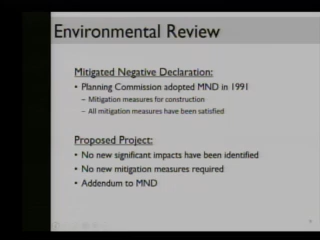 Environmental Review
Mitigated Negative Declaration:
• Planning Commission adopted MND in 1991
– Mitigation measures for construction
– All mitigation measures have been satisfied
Proposed Project:
• No new significant impacts have been identified
• No new mitigation measures required
• Addendum to MND